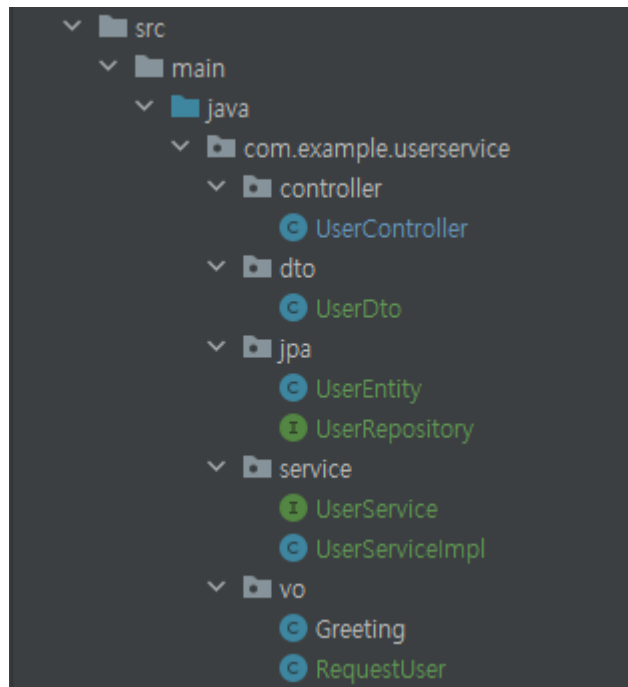 src
main
java
com.example.userservice
controller
C UserController
dto
C UserDto
jpa
C UserEntity
I UserRepository
service
I UserService
C UserServiceImpl
vo
C Greeting
C RequestUser